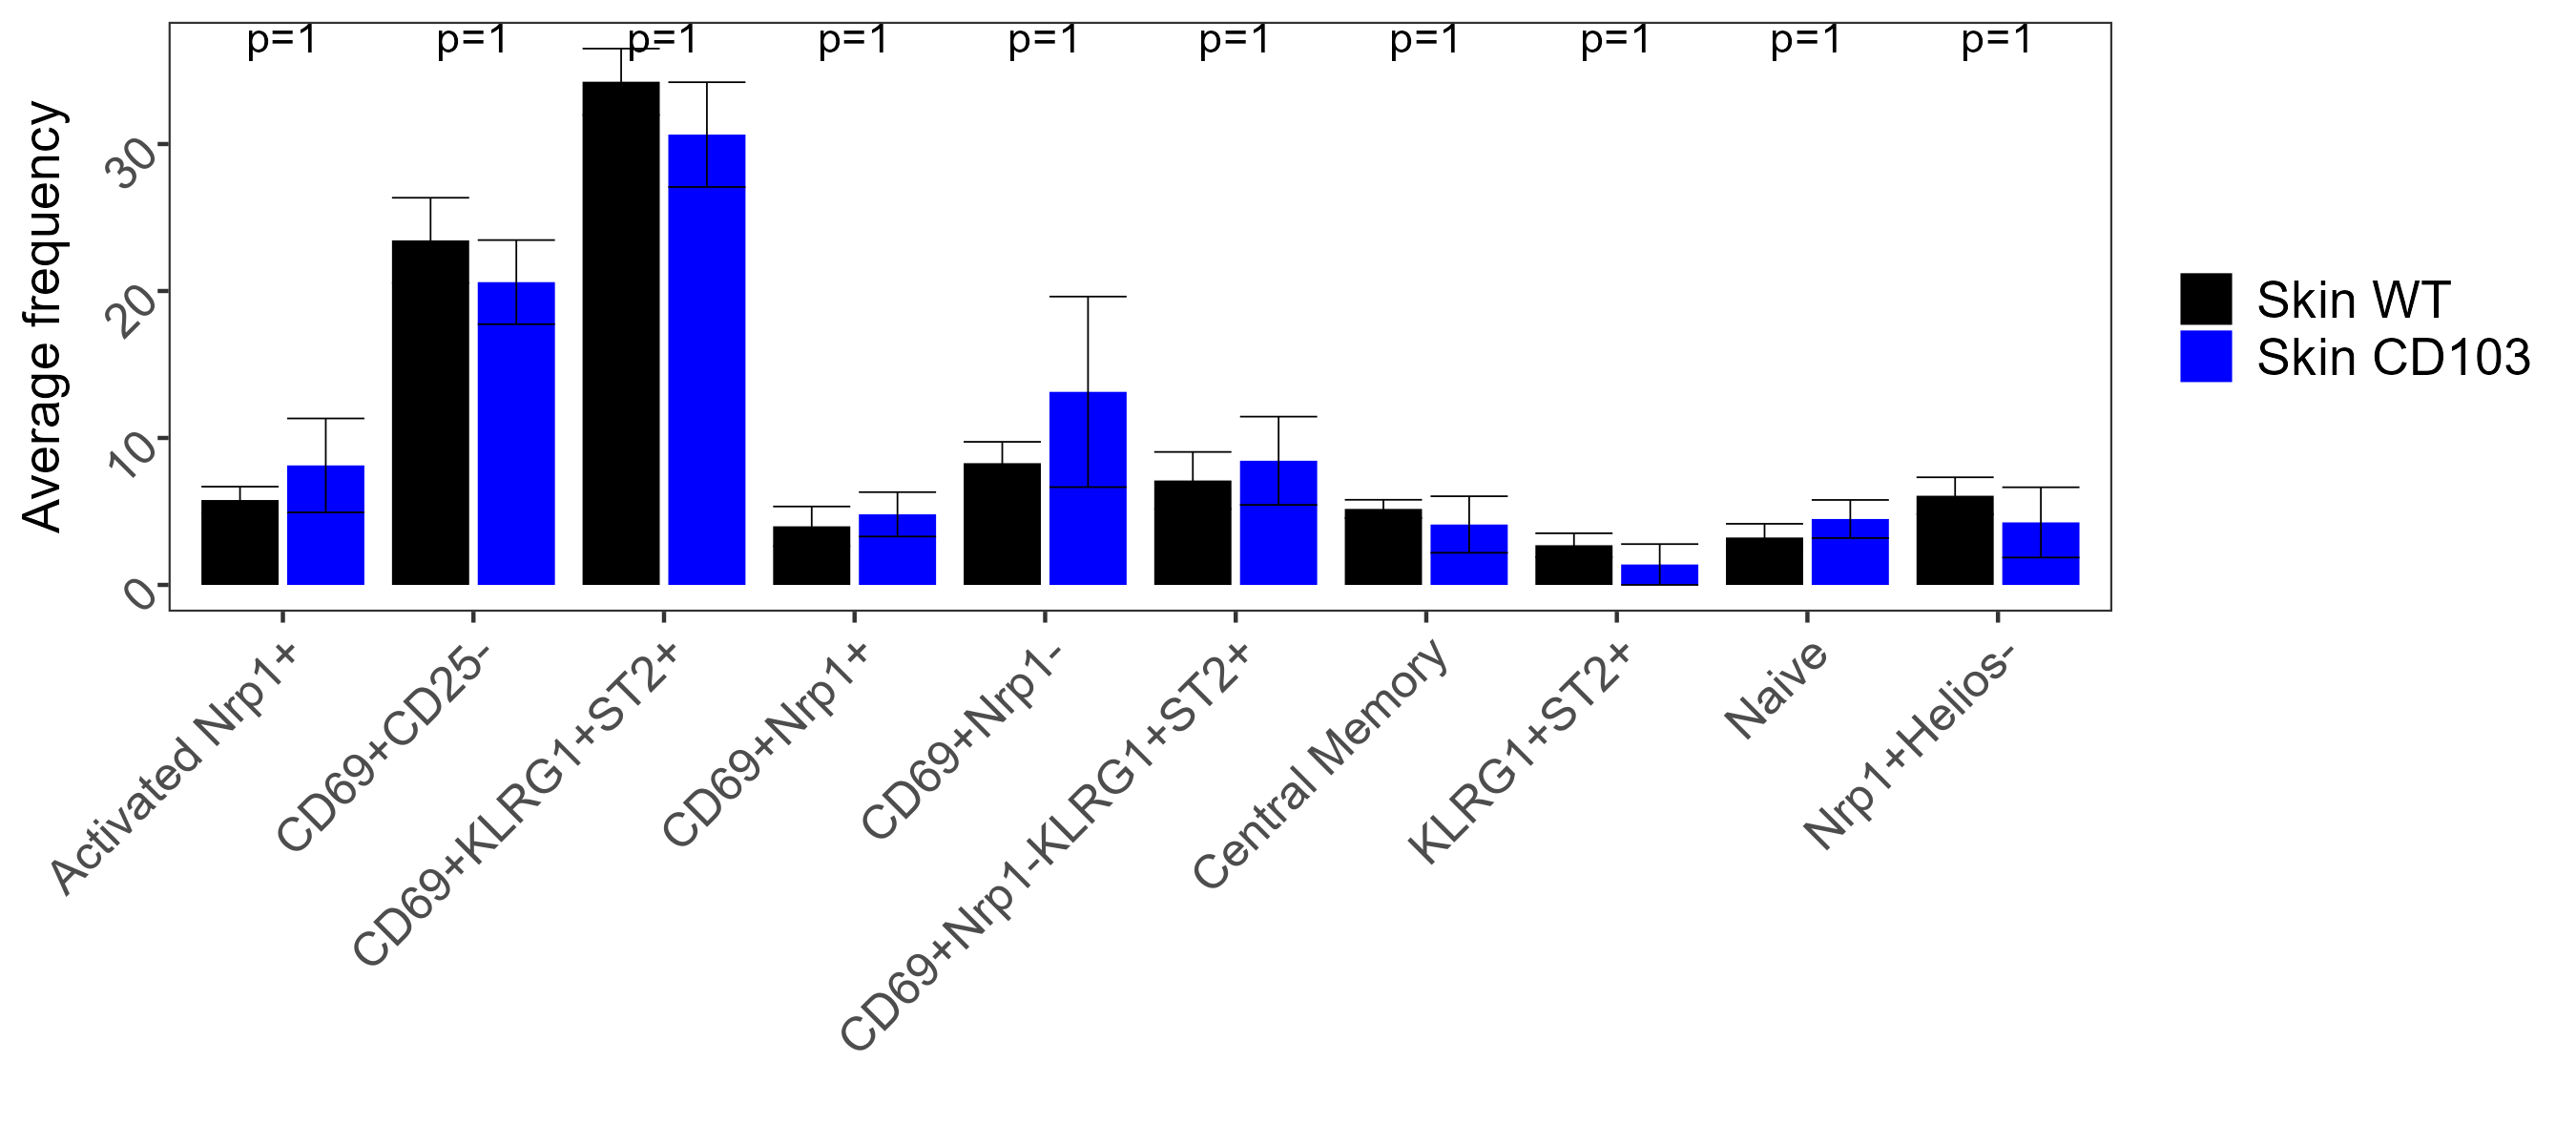 p=1 p=1 p=1 p=1 p=1 p=1 p=1 p=1 p=1 p=1
Average frequency
30
20
10
0
Skin WT
Skin CD103
Activated Nrp1+
CD69+CD25-
CD69+KLRG1+ST2+
CD69+Nrp1+
CD69+Nrp1-
CD69+Nrp1-KLRG1+ST2+
Central Memory
KLRG1+ST2+
Naive
Nrp1+Helios-